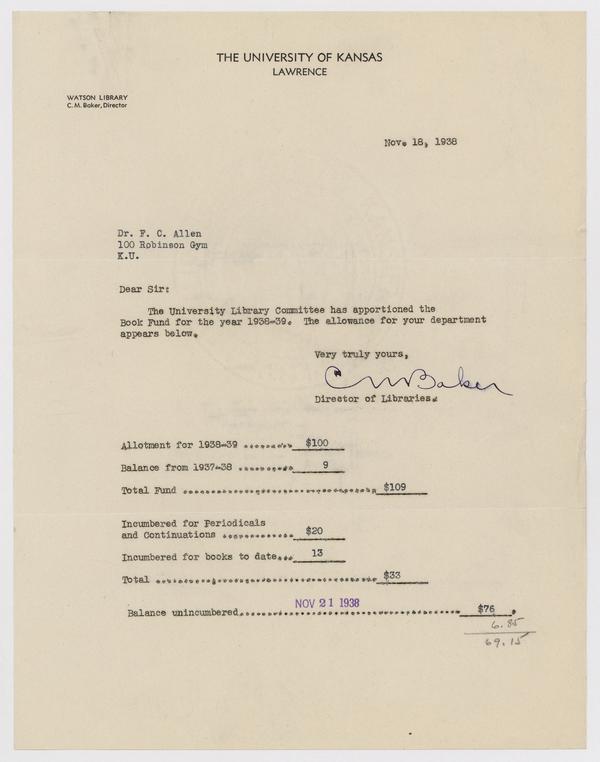 THE UNIVERSITY OF KANSAS
LAWRENCE
WATSON LIBRARY
C. M. Baker, Director
Nov. 18, 1938
Dr. F. C. Allen
100 Robinson Gym
K.U.
Dear Sir:
The University Library Committee has apportioned the
Book Fund for the year 1938-39. The allowance for your department
appears below.
Very truly yours,
C M Baker
Director of Libraries.
Allotment for 1938-39 .......... $100
Balance from 1937-38 .......... 9
Total Fund ........................................ $109
Incumbered for Periodicals
and Continuations ............. $20
Incumbered for books to date... 13
Total ............................................. $33
NOV 21 1938
Balance unincumbered............................................. $76.
6.85
69.15